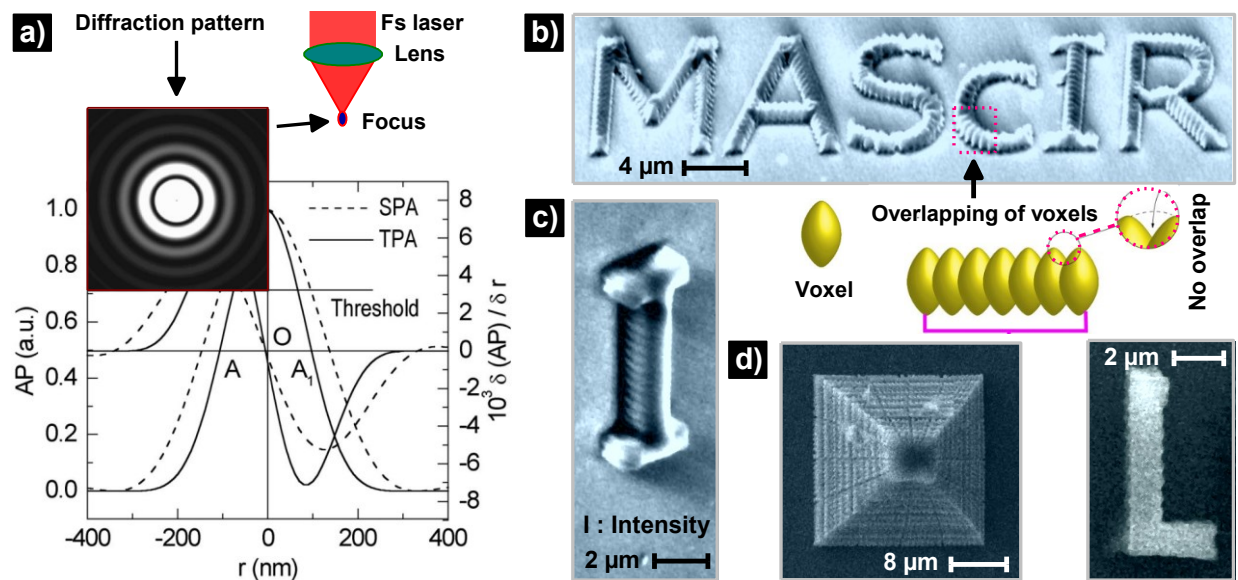 a)
Diffraction pattern
Fs laser
Lens
Focus
SPA
TPA
Threshold
O
A
A1
1.0
0.8
0.6
0.4
0.2
0.0
AP (a.u.)
8
6
4
2
0
-2
-4
-6
-8
10³ δ (AP) / δ r
-400
-200
0
200
400
r (nm)
b)
MAScIR
4 µm
Overlapping of voxels
Voxel
No overlap
c)
I : Intensity
2 µm
d)
8 µm
2 µm
L